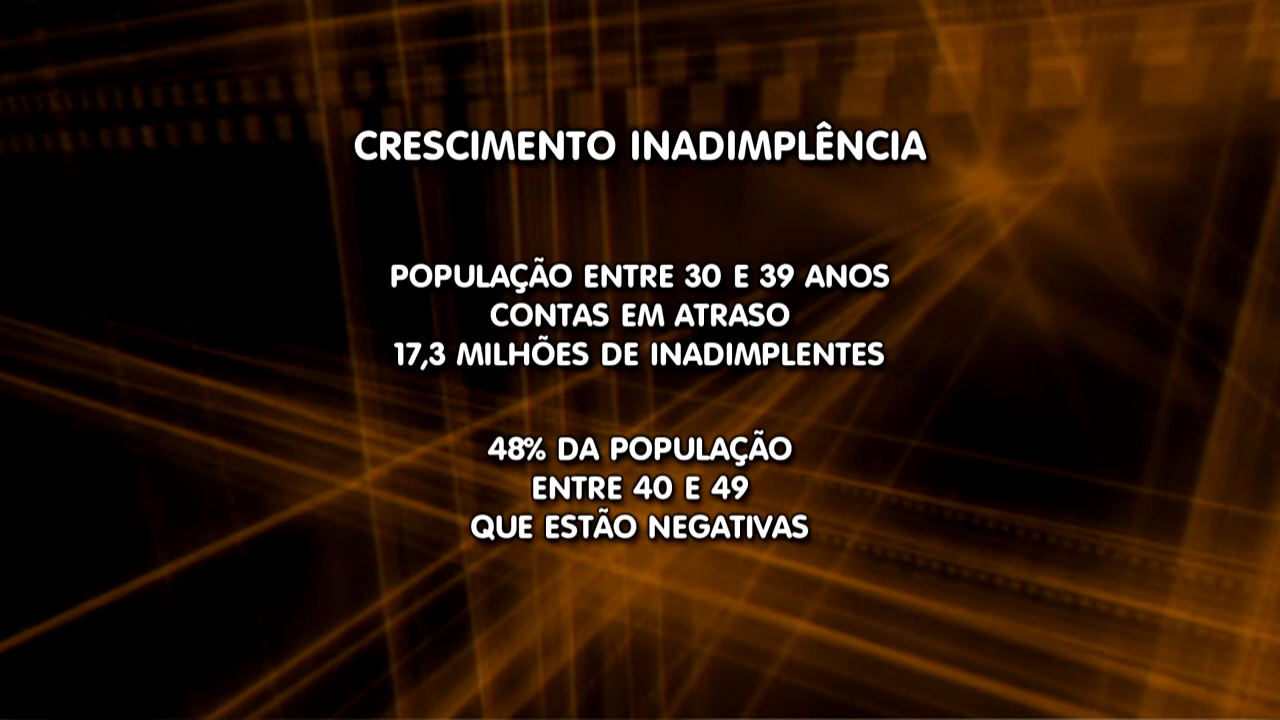 CRESCIMENTO INADIMPLÊNCIA
POPULAÇÃO ENTRE 30 E 39 ANOS
CONTAS EM ATRASO
17,3 MILHÕES DE INADIMPLENTES
48% DA POPULAÇÃO
ENTRE 40 E 49
QUE ESTÃO NEGATIVAS